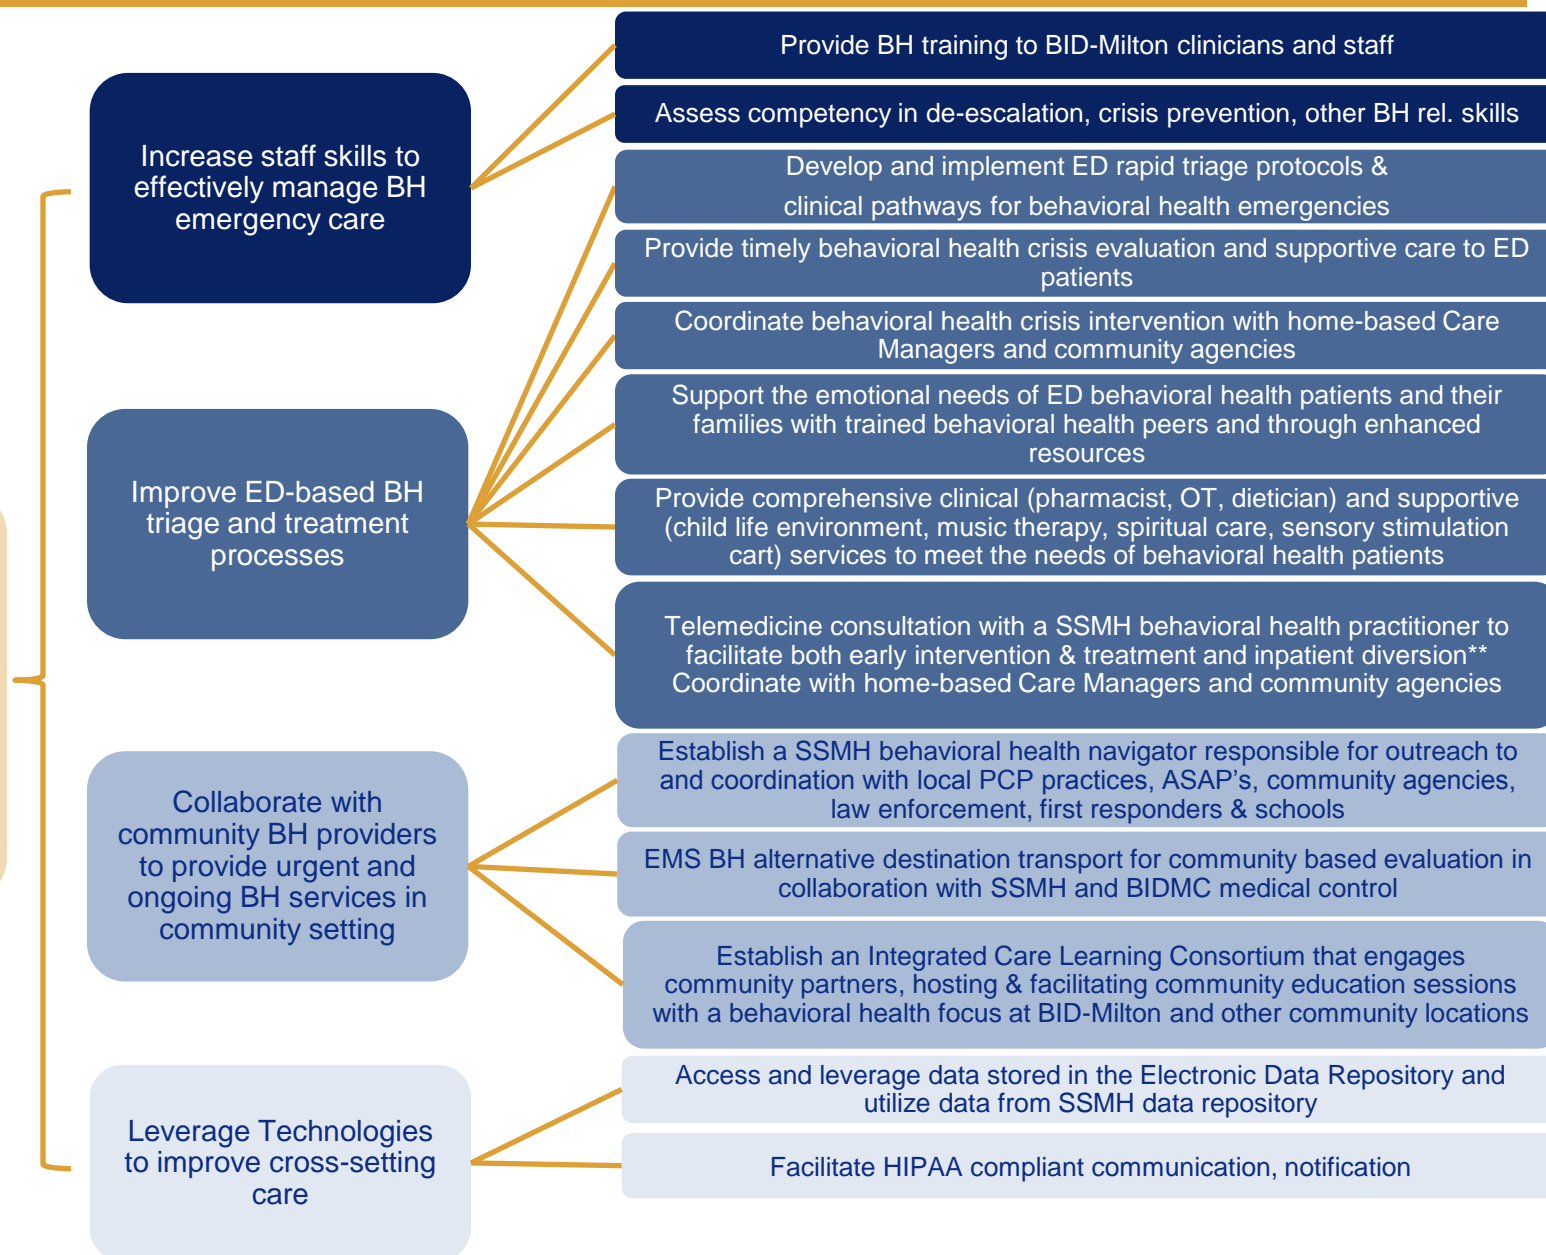 Increase staff skills to
effectively manage BH
emergency care
Provide BH training to BID-Milton clinicians and staff
Assess competency in de-escalation, crisis prevention, other BH rel. skills
Improve ED-based BH
triage and treatment
processes
Develop and implement ED rapid triage protocols &
clinical pathways for behavioral health emergencies
Provide timely behavioral health crisis evaluation and supportive care to ED
patients
Coordinate behavioral health crisis intervention with home-based Care
Managers and community agencies
Support the emotional needs of ED behavioral health patients and their
families with trained behavioral health peers and through enhanced
resources
Provide comprehensive clinical (pharmacist, OT, dietician) and supportive
(child life environment, music therapy, spiritual care, sensory stimulation
cart) services to meet the needs of behavioral health patients
Telemedicine consultation with a SSMH behavioral health practitioner to
facilitate both early intervention & treatment and inpatient diversion**
Coordinate with home-based Care Managers and community agencies
Collaborate with
community BH providers
to provide urgent and
ongoing BH services in
community setting
Establish a SSMH behavioral health navigator responsible for outreach to
and coordination with local PCP practices, ASAP's, community agencies,
law enforcement, first responders & schools
EMS BH alternative destination transport for community based evaluation in
collaboration with SSMH and BIDMC medical control
Establish an Integrated Care Learning Consortium that engages
community partners, hosting & facilitating community education sessions
with a behavioral health focus at BID-Milton and other community locations
Leverage Technologies
to improve cross-setting
care
Access and leverage data stored in the Electronic Data Repository and
utilize data from SSMH data repository
Facilitate HIPAA compliant communication, notification